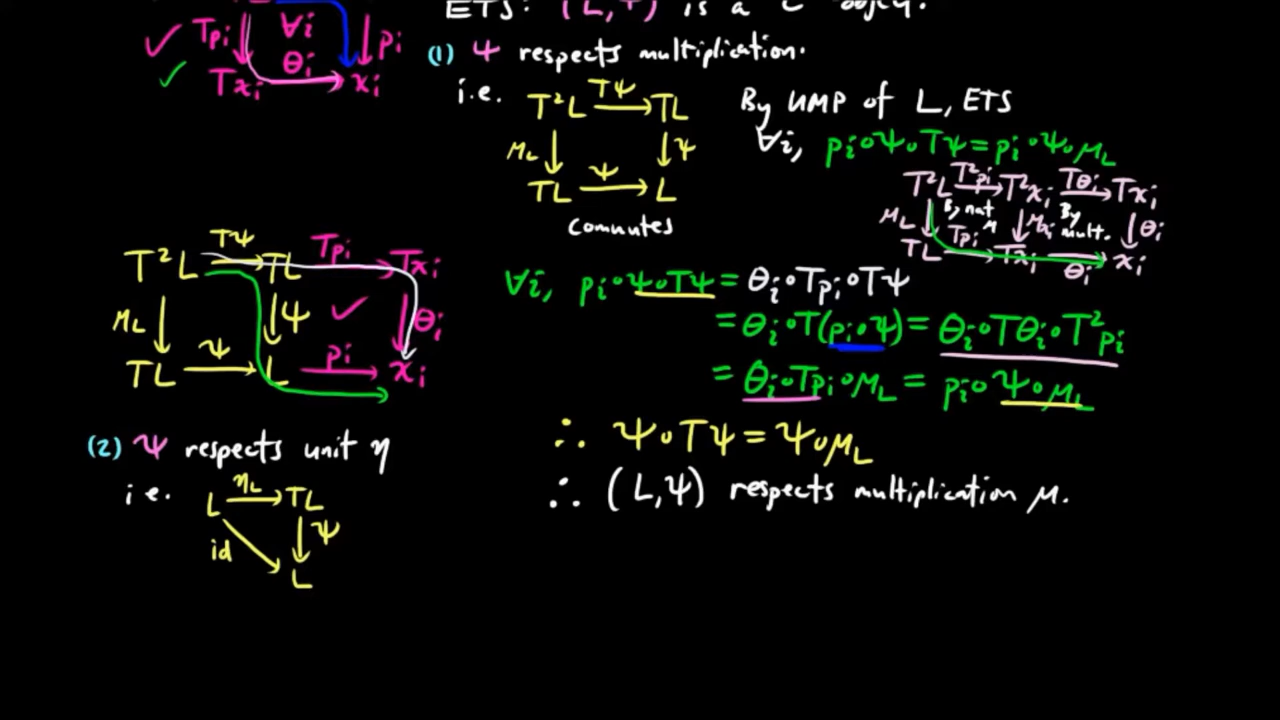 ETS: (L, Ψ) is a C object.
Tpi ∀i pi
θi
Txi xi
(1) Ψ respects multiplication.
i.e.
T²L TΨ TL
μL Ψ
TL Ψ L
commutes
By UMP of L, ETS
∀i, pi∘Ψ∘TΨ = pi∘Ψ∘μL
T²L T²pi T²xi Tθi Txi
μL By nat μ μxi By mult. θi
TL Tpi Txi θi xi
T²L TΨ TL Tpi Txi
μL Ψ θi
TL Ψ L pi xi
∀i, pi∘Ψ∘TΨ = θi∘Tpi∘TΨ
= θi∘T(pi∘Ψ) = θi∘Tθi∘T²pi
= θi∘Tpi∘μL = pi∘Ψ∘μL
∴ Ψ∘TΨ = Ψ∘μL
∴ (L,Ψ) respects multiplication μ.
(2) Ψ respects unit η
i.e.
L ηL TL
id Ψ
L